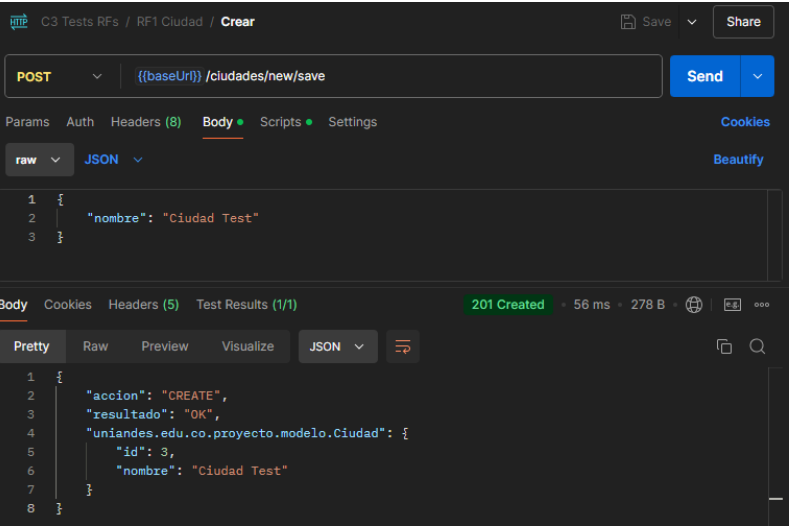 HTTP C3 Tests RFs / RF1 Ciudad / Crear Save Share
POST {{baseUrl}} /ciudades/new/save Send
Params Auth Headers (8) Body Scripts Settings Cookies
raw JSON Beautify
1 {
2 "nombre": "Ciudad Test"
3 }
Body Cookies Headers (5) Test Results (1/1) 201 Created 56 ms 278 B e.g.
Pretty Raw Preview Visualize JSON
1 {
2 "accion": "CREATE",
3 "resultado": "OK",
4 "uniandes.edu.co.proyecto.modelo.Ciudad": {
5 "id": 3,
6 "nombre": "Ciudad Test"
7 }
8 }